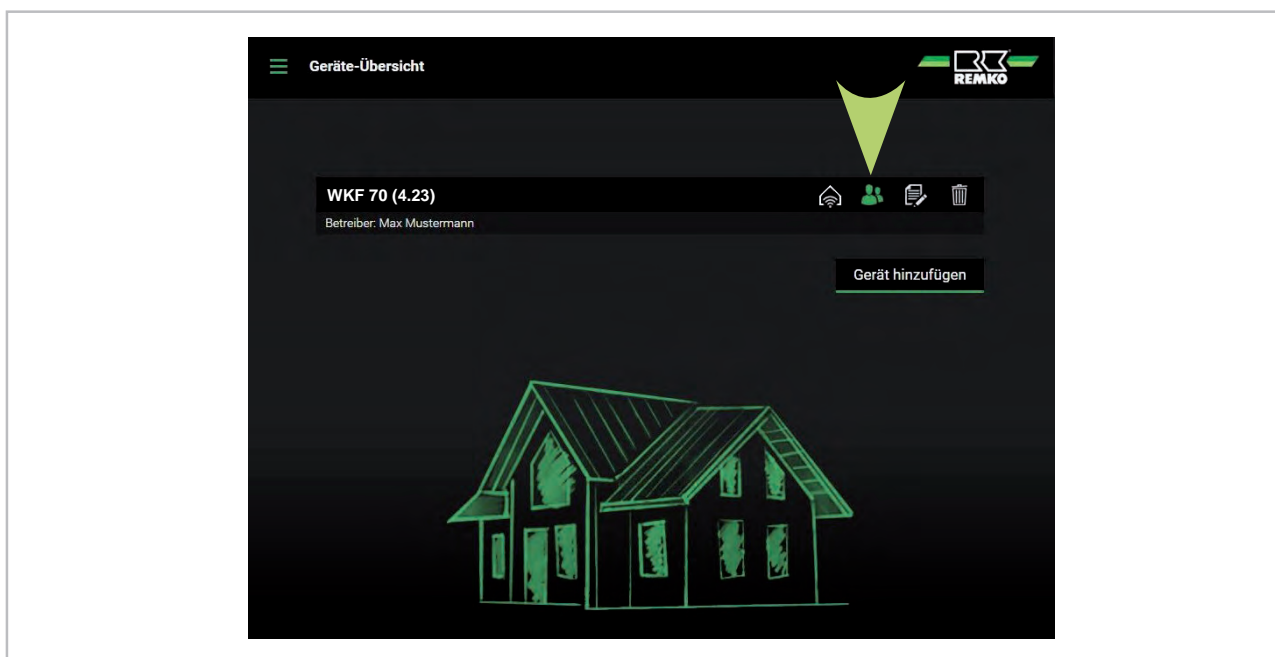 Geräte-Übersicht
REMKO
WKF 70 (4.23)
Betreiber: Max Mustermann
Gerät hinzufügen